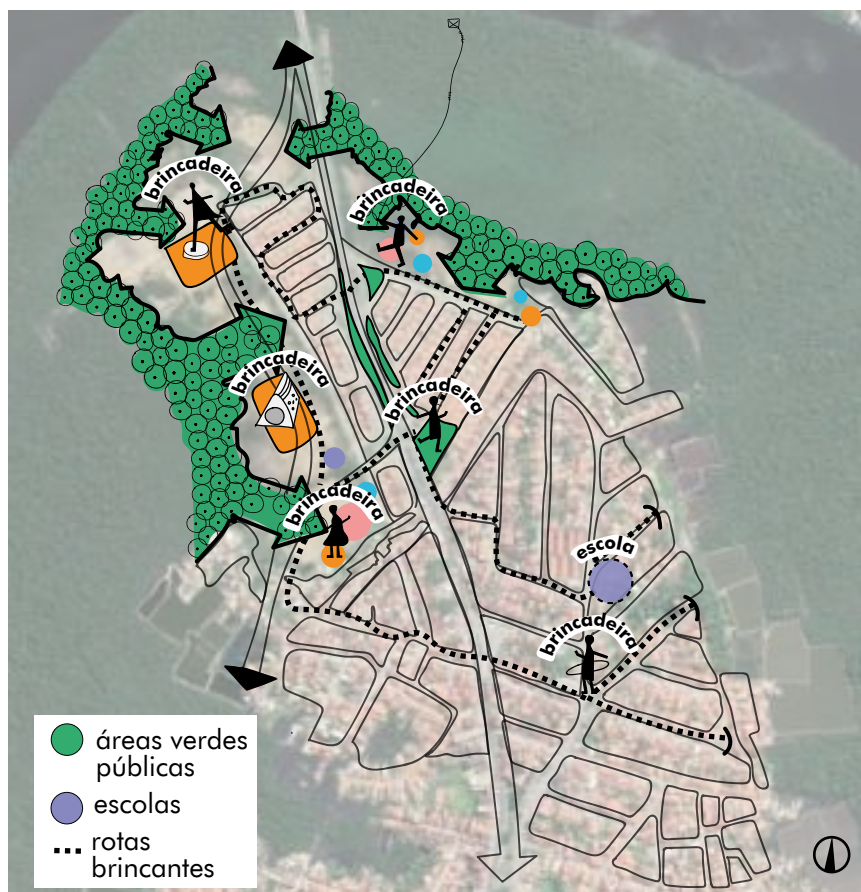 brincadeira
brincadeira
brincadeira
brincadeira
brincadeira
escola
brincadeira
áreas verdes
públicas
escolas
rotas
brincantes